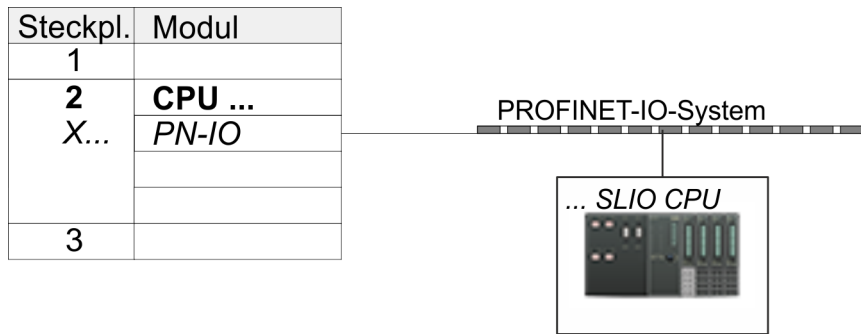 Steckpl. Modul
1
2 CPU ...
X... PN-IO
3
PROFINET-IO-System
... SLIO CPU